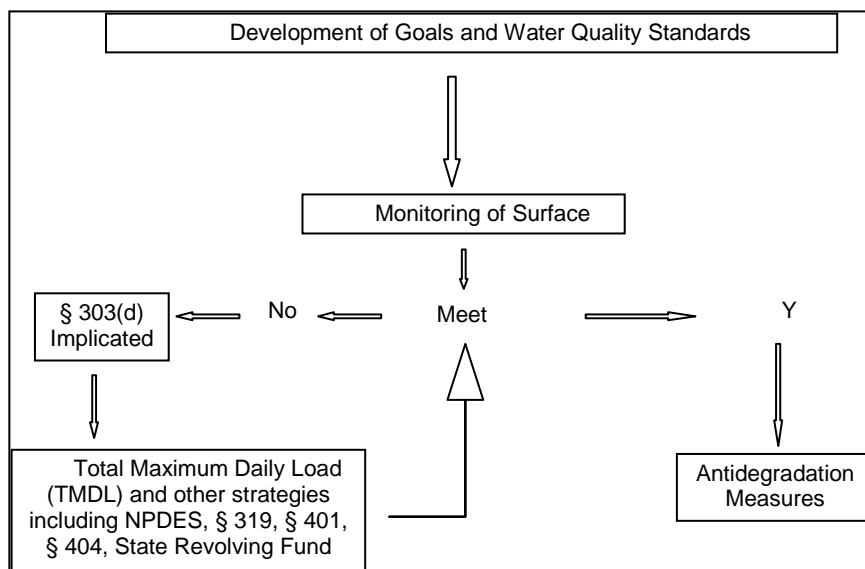 Development of Goals and Water Quality Standards
Monitoring of Surface
§ 303(d)
Implicated
No
Meet
Y
Total Maximum Daily Load
(TMDL) and other strategies
including NPDES, § 319, § 401,
§ 404, State Revolving Fund
Antidegradation
Measures